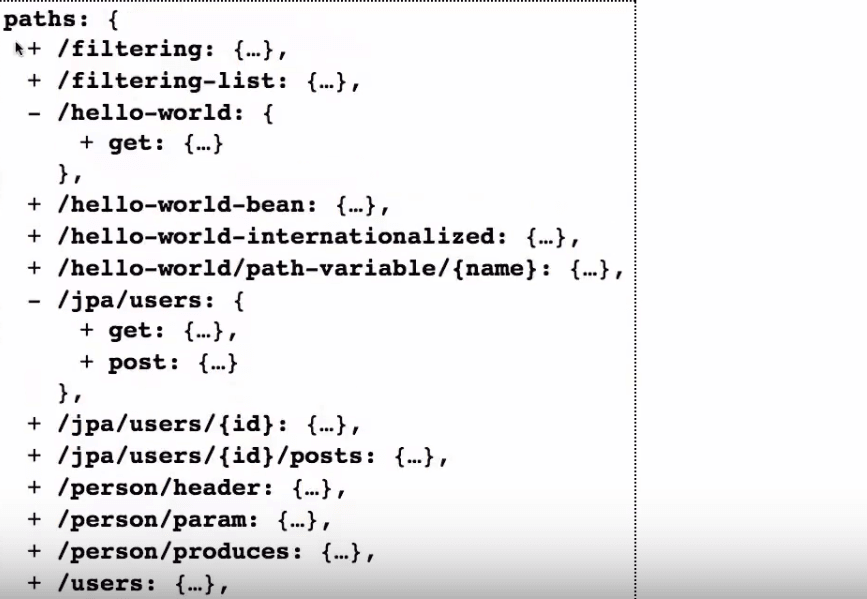 paths: {
+ /filtering: {…},
+ /filtering-list: {…},
- /hello-world: {
+ get: {…}
},
+ /hello-world-bean: {…},
+ /hello-world-internationalized: {…},
+ /hello-world/path-variable/{name}: {…},
- /jpa/users: {
+ get: {…},
+ post: {…}
},
+ /jpa/users/{id}: {…},
+ /jpa/users/{id}/posts: {…},
+ /person/header: {…},
+ /person/param: {…},
+ /person/produces: {…},
+ /users: {…},